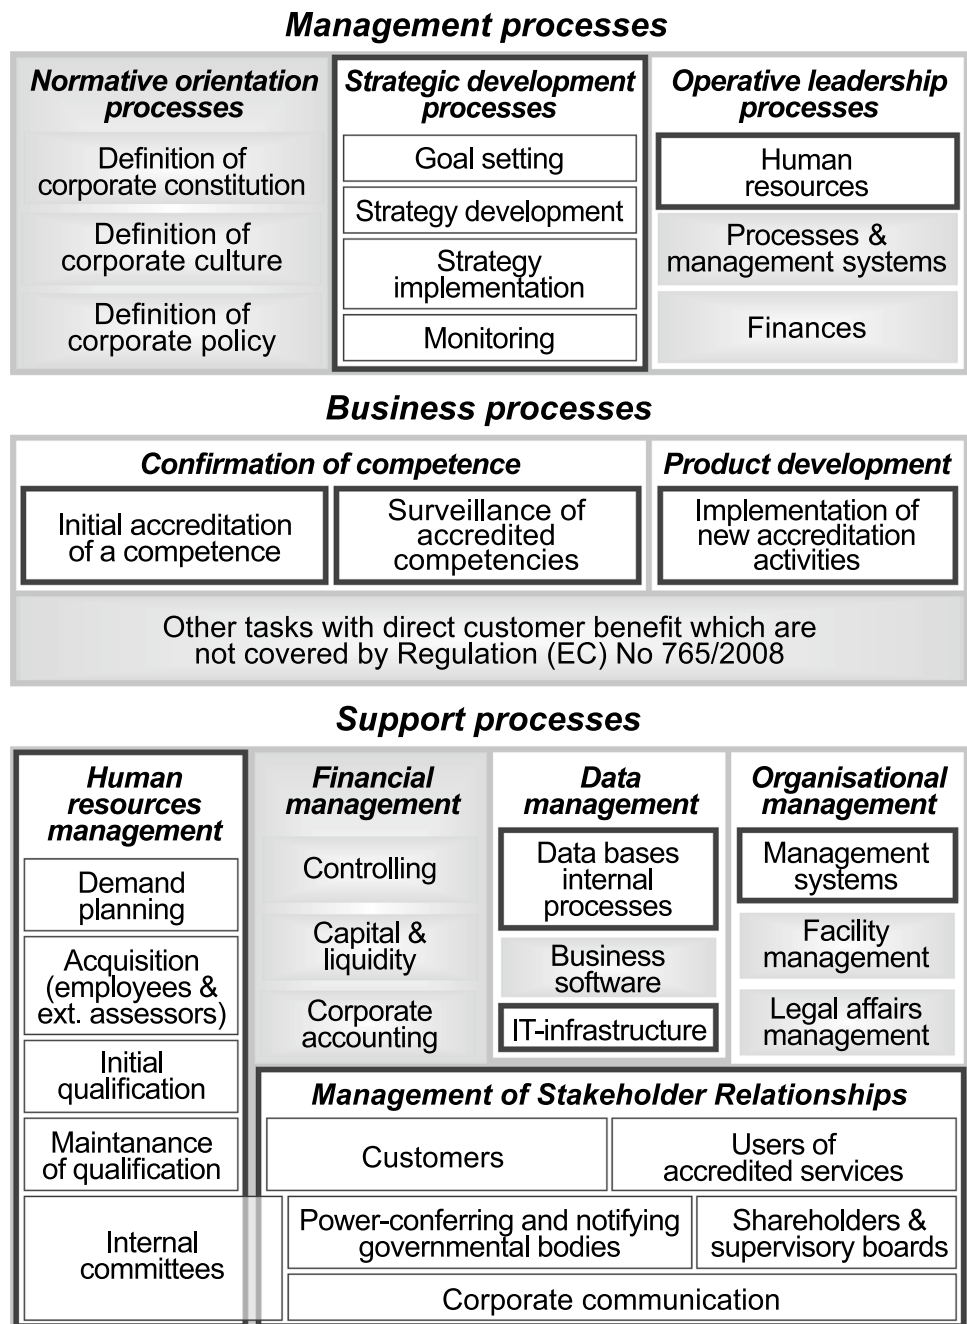 Management processes
Normative orientation
processes
Definition of
corporate constitution
Definition of
corporate culture
Definition of
corporate policy
Strategic development
processes
Goal setting
Strategy development
Strategy
implementation
Monitoring
Operative leadership
processes
Human
resources
Processes &
management systems
Finances
Business processes
Confirmation of competence
Initial accreditation
of a competence
Surveillance of
accredited
competencies
Product development
Implementation of
new accreditation
activities
Other tasks with direct customer benefit which are
not covered by Regulation (EC) No 765/2008
Support processes
Human
resources
management
Demand
planning
Acquisition
(employees &
ext. assessors)
Initial
qualification
Maintanance
of qualification
Internal
committees
Financial
management
Controlling
Capital &
liquidity
Corporate
accounting
Data
management
Data bases
internal
processes
Business
software
IT-infrastructure
Organisational
management
Management
systems
Facility
management
Legal affairs
management
Management of Stakeholder Relationships
Customers
Users of
accredited services
Power-conferring and notifying
governmental bodies
Shareholders &
supervisory boards
Corporate communication